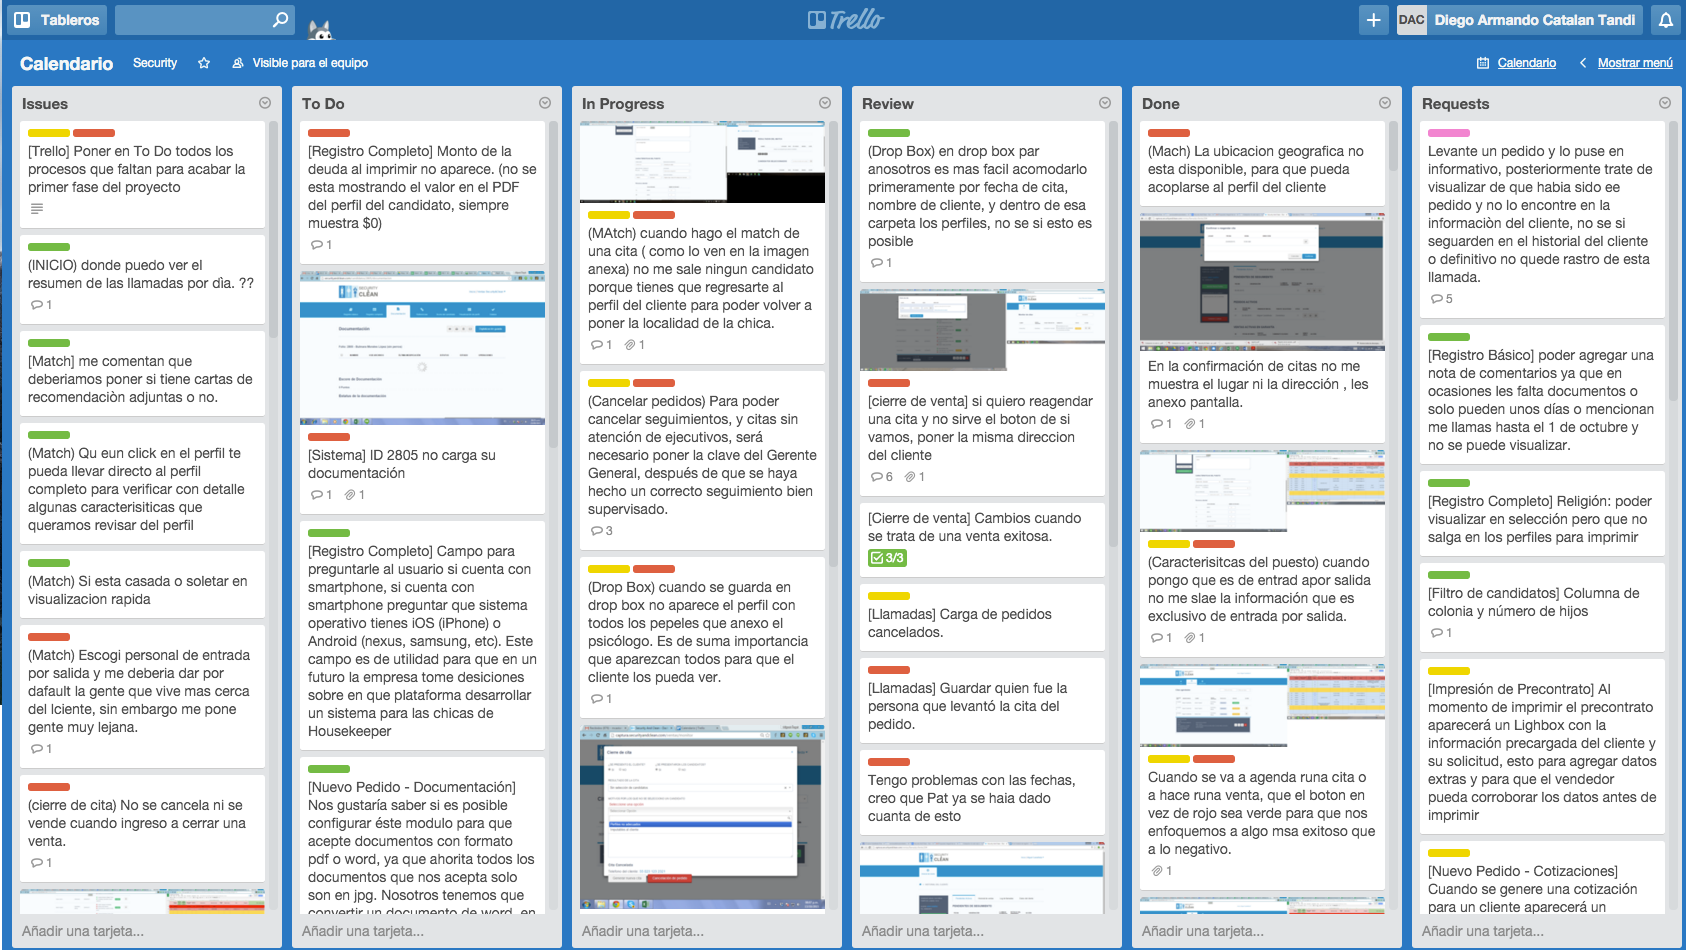 Tableros
Trello
DAC
Diego Armando Catalan Tandi
Calendario
Security
Visible para el equipo
Calendario
Mostrar menú
Issues
[Trello] Poner en To Do todos los
procesos que faltan para acabar la
primer fase del proyecto
(INICIO) donde puedo ver el
resumen de las llamadas por dìa. ??
1
[Match] me comentan que
deberiamos poner si tiene cartas de
recomendaciòn adjuntas o no.
(Match) Qu eun click en el perfil te
pueda llevar directo al perfil
completo para verificar con detalle
algunas caracterisiticas que
queramos revisar del perfil
(Match) Si esta casada o soletar en
visualizacion rapida
(Match) Escogi personal de entrada
por salida y me deberia dar por
dafault la gente que vive mas cerca
del lciente, sin embargo me pone
gente muy lejana.
1
(cierre de cita) No se cancela ni se
vende cuando ingreso a cerrar una
venta.
1
Añadir una tarjeta...
To Do
[Registro Completo] Monto de la
deuda al imprimir no aparece. (no se
esta mostrando el valor en el PDF
del perfil del candidato, siempre
muestra $0)
1
SECURITY
CLEAN
Documentación
[Sistema] ID 2805 no carga su
documentación
1
1
[Registro Completo] Campo para
preguntarle al usuario si cuenta con
smartphone, si cuenta con
smartphone preguntar que sistema
operativo tienes iOS (iPhone) o
Android (nexus, samsung, etc). Este
campo es de utilidad para que en un
futuro la empresa tome desiciones
sobre en que plataforma desarrollar
un sistema para las chicas de
Housekeeper
[Nuevo Pedido - Documentación]
Nos gustaría saber si es posible
configurar éste modulo para que
acepte documentos con formato
pdf o word, ya que ahorita todos los
documentos que nos acepta solo
son en jpg. Nosotros tenemos que
convertir un documento de word, en
Añadir una tarjeta...
In Progress
(MAtch) cuando hago el match de
una cita ( como lo ven en la imagen
anexa) no me sale ningun candidato
porque tienes que regresarte al
perfil del cliente para poder volver a
poner la localidad de la chica.
1
1
(Cancelar pedidos) Para poder
cancelar seguimientos, y citas sin
atención de ejecutivos, será
necesario poner la clave del Gerente
General, después de que se haya
hecho un correcto seguimiento bien
supervisado.
3
(Drop Box) cuando se guarda en
drop box no aparece el perfil con
todos los pepeles que anexo el
psicólogo. Es de suma importancia
que aparezcan todos para que el
cliente los pueda ver.
1
Cierre de cita
Añadir una tarjeta...
Review
(Drop Box) en drop box par
anosotros es mas facil acomodarlo
primeramente por fecha de cita,
nombre de cliente, y dentro de esa
carpeta los perfiles, no se si esto es
posible
1
[cierre de venta] si quiero reagendar
una cita y no sirve el boton de si
vamos, poner la misma direccion
del cliente
6
1
[Cierre de venta] Cambios cuando
se trata de una venta exitosa.
3/3
[Llamadas] Carga de pedidos
cancelados.
[Llamadas] Guardar quien fue la
persona que levantó la cita del
pedido.
Tengo problemas con las fechas,
creo que Pat ya se haia dado
cuanta de esto
SECURITY
CLEAN
Añadir una tarjeta...
Done
(Mach) La ubicacion geografica no
esta disponible, para que pueda
acoplarse al perfil del cliente
En la confirmación de citas no me
muestra el lugar ni la dirección , les
anexo pantalla.
1
1
(Caracterisitcas del puesto) cuando
pongo que es de entrad apor salida
no me slae la información que es
exclusivo de entrada por salida.
1
1
Cuando se va a agenda runa cita o
a hace runa venta, que el boton en
vez de rojo sea verde para que nos
enfoquemos a algo msa exitoso que
a lo negativo.
1
Añadir una tarjeta...
Requests
Levante un pedido y lo puse en
informativo, posteriormente trate de
visualizar de que habia sido ee
pedido y no lo encontre en la
informaciòn del cliente, no se si
seguarden en el historial del cliente
o definitivo no quede rastro de esta
llamada.
5
[Registro Básico] poder agregar una
nota de comentarios ya que en
ocasiones les falta documentos o
solo pueden unos días o mencionan
me llamas hasta el 1 de octubre y
no se puede visualizar.
[Registro Completo] Religión: poder
visualizar en selección pero que no
salga en los perfiles para imprimir
[Filtro de candidatos] Columna de
colonia y número de hijos
1
[Impresión de Precontrato] Al
momento de imprimir el precontrato
aparecerá un Lighbox con la
información precargada del cliente y
su solicitud, esto para agregar datos
extras y para que el vendedor
pueda corroborar los datos antes de
imprimir
[Nuevo Pedido - Cotizaciones]
Cuando se genere una cotización
para un cliente aparecerá un
Añadir una tarjeta...